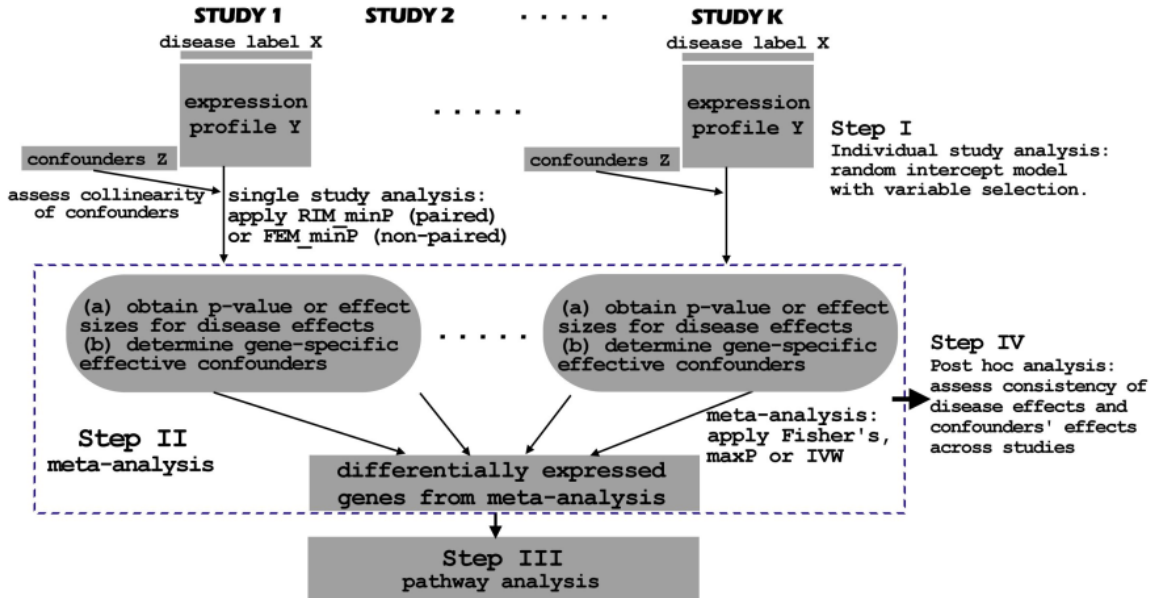 STUDY 1 STUDY 2 . . . . . STUDY K
disease label X
expression
profile Y
confounders Z
assess collinearity
of confounders
single study analysis:
apply RIM_minP (paired)
or FEM_minP (non-paired)
. . . . .
disease label X
expression
profile Y
confounders Z
Step I
Individual study analysis:
random intercept model
with variable selection.
(a) obtain p-value or effect
sizes for disease effects
(b) determine gene-specific
effective confounders
. . . . .
(a) obtain p-value or effect
sizes for disease effects
(b) determine gene-specific
effective confounders
Step IV
Post hoc analysis:
assess consistency of
disease effects and
confounders' effects
across studies
Step II
meta-analysis
meta-analysis:
apply Fisher's,
maxP or IVW
differentially expressed
genes from meta-analysis
Step III
pathway analysis